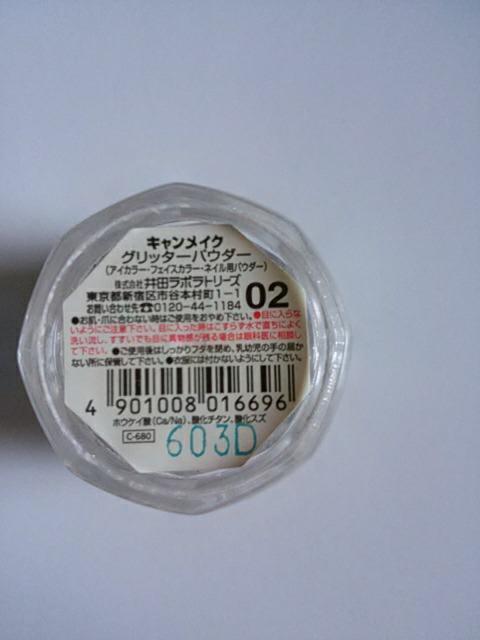 キャンメイク
グリッターパウダー
(アイカラー・フェイスカラー・ネイル用パウダー)
株式会社井田ラボラトリーズ
東京都新宿区市谷本村町1-1
お問い合わせ先☎0120-44-1184
02
●お肌・爪に合わない時はご使用をおやめ下さい。●目に入らな
いようにご注意下さい。目に入った時はこすらず水で直ちによく
洗い流し、すすいでも目に異物感が残る場合は眼科医に相談し
て下さい。●ご使用後はしっかりフタを閉め、乳幼児の手の届か
ない所に保管して下さい。●衣服には付かないようにして下さい。
4 901008 016696
ホウケイ酸(Ca/Na)、酸化チタン、酸化スズ
C-680
603D